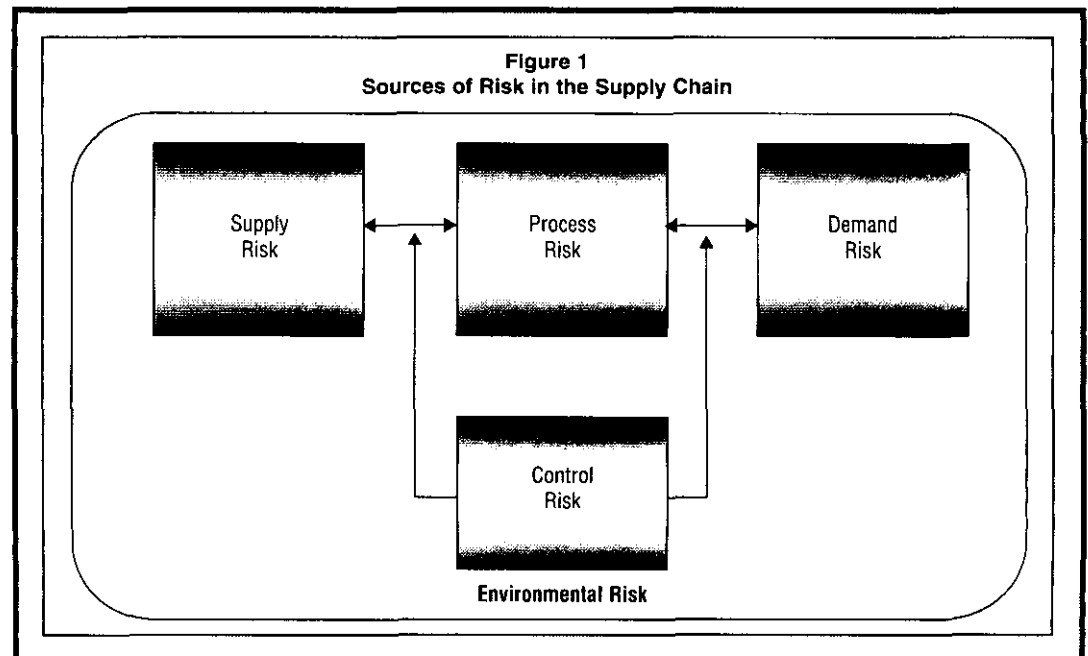 Figure 1
Sources of Risk in the Supply Chain
Supply
Risk
Process
Risk
Demand
Risk
Control
Risk
Environmental Risk